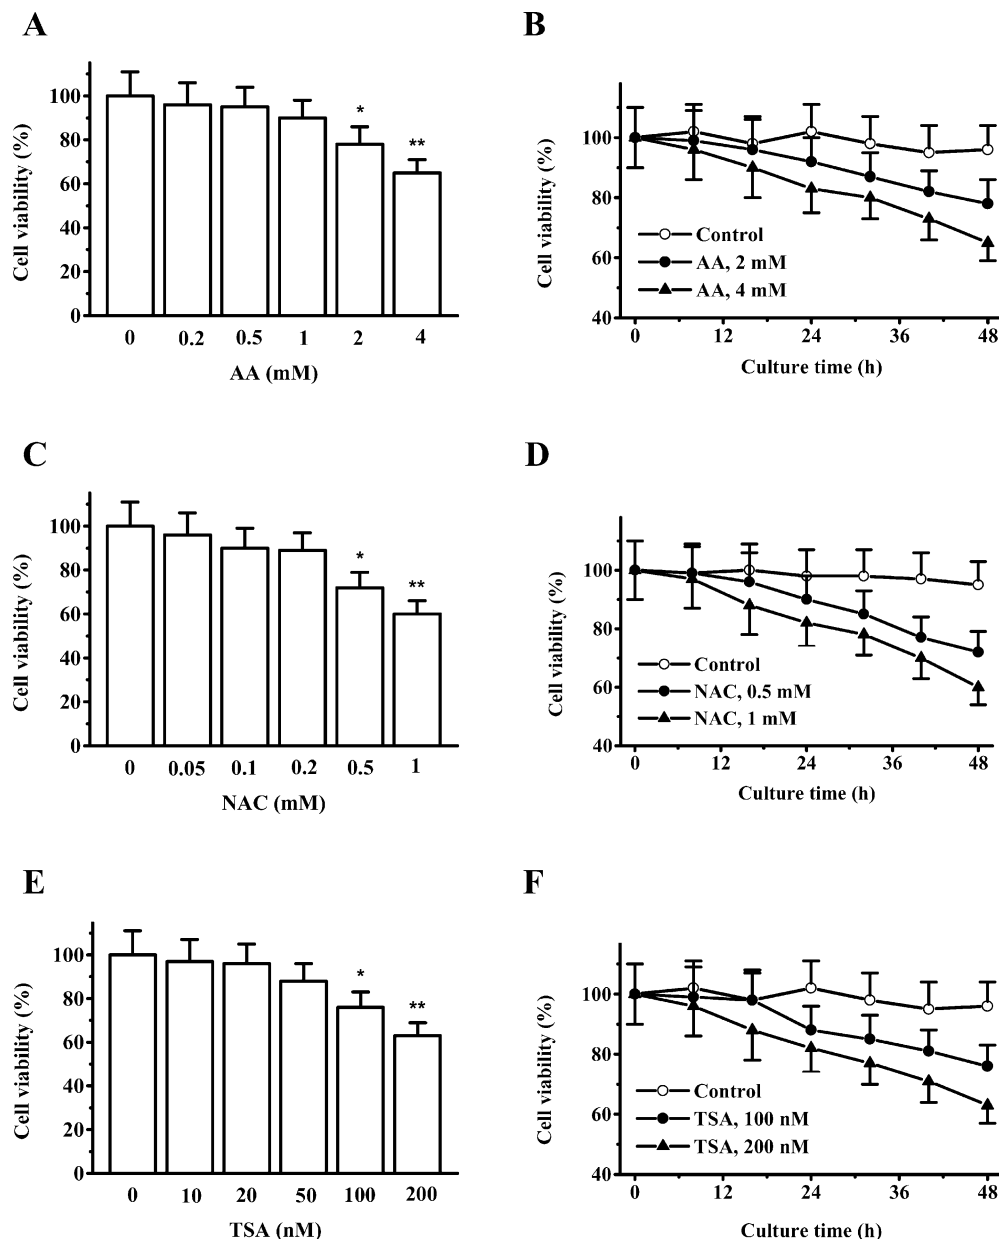 A
Cell viability (%)
100
80
60
40
20
0
*
**
0 0.2 0.5 1 2 4
AA (mM)
B
Cell viability (%)
100
80
60
40
Control
AA, 2 mM
AA, 4 mM
0 12 24 36 48
Culture time (h)
C
Cell viability (%)
100
80
60
40
20
0
*
**
0 0.05 0.1 0.2 0.5 1
NAC (mM)
D
Cell viability (%)
100
80
60
40
Control
NAC, 0.5 mM
NAC, 1 mM
0 12 24 36 48
Culture time (h)
E
Cell viability (%)
100
80
60
40
20
0
*
**
0 10 20 50 100 200
TSA (nM)
F
Cell viability (%)
100
80
60
40
Control
TSA, 100 nM
TSA, 200 nM
0 12 24 36 48
Culture time (h)